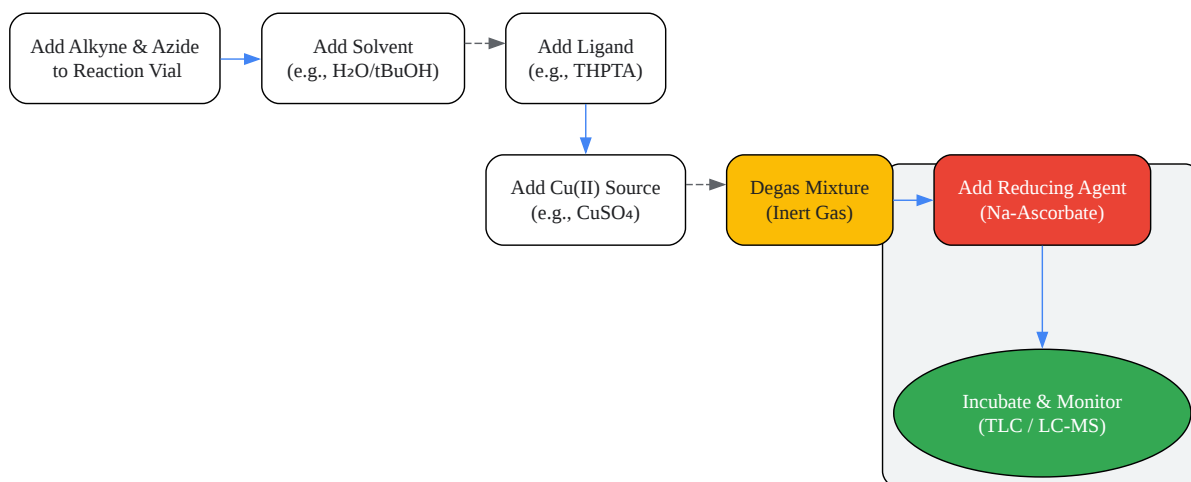 Add Alkyne & Azide
to Reaction Vial
Add Solvent
(e.g., H₂O/tBuOH)
Add Ligand
(e.g., THPTA)
Add Cu(II) Source
(e.g., CuSO₄)
Degas Mixture
(Inert Gas)
Add Reducing Agent
(Na-Ascorbate)
Incubate & Monitor
(TLC / LC-MS)